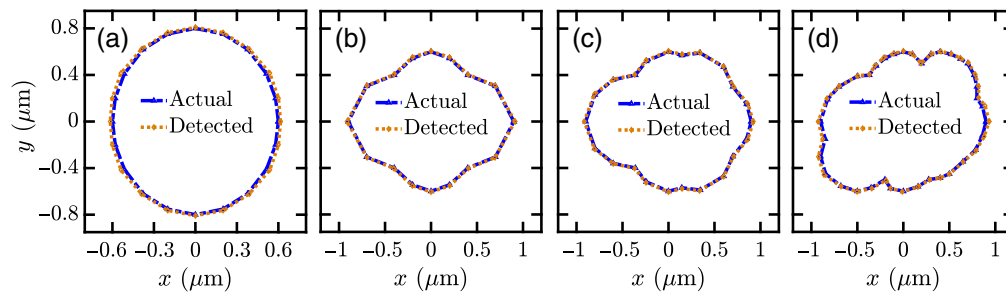 (a) (b) (c) (d)
0.8
0.4
0
−0.4
−0.8
y (μm)
Actual Actual Actual Actual
Detected Detected Detected Detected
−0.6 −0.3 0 0.3 0.6 −1 −0.5 0 0.5 1 −1 −0.5 0 0.5 1 −1 −0.5 0 0.5 1
x (μm) x (μm) x (μm) x (μm)